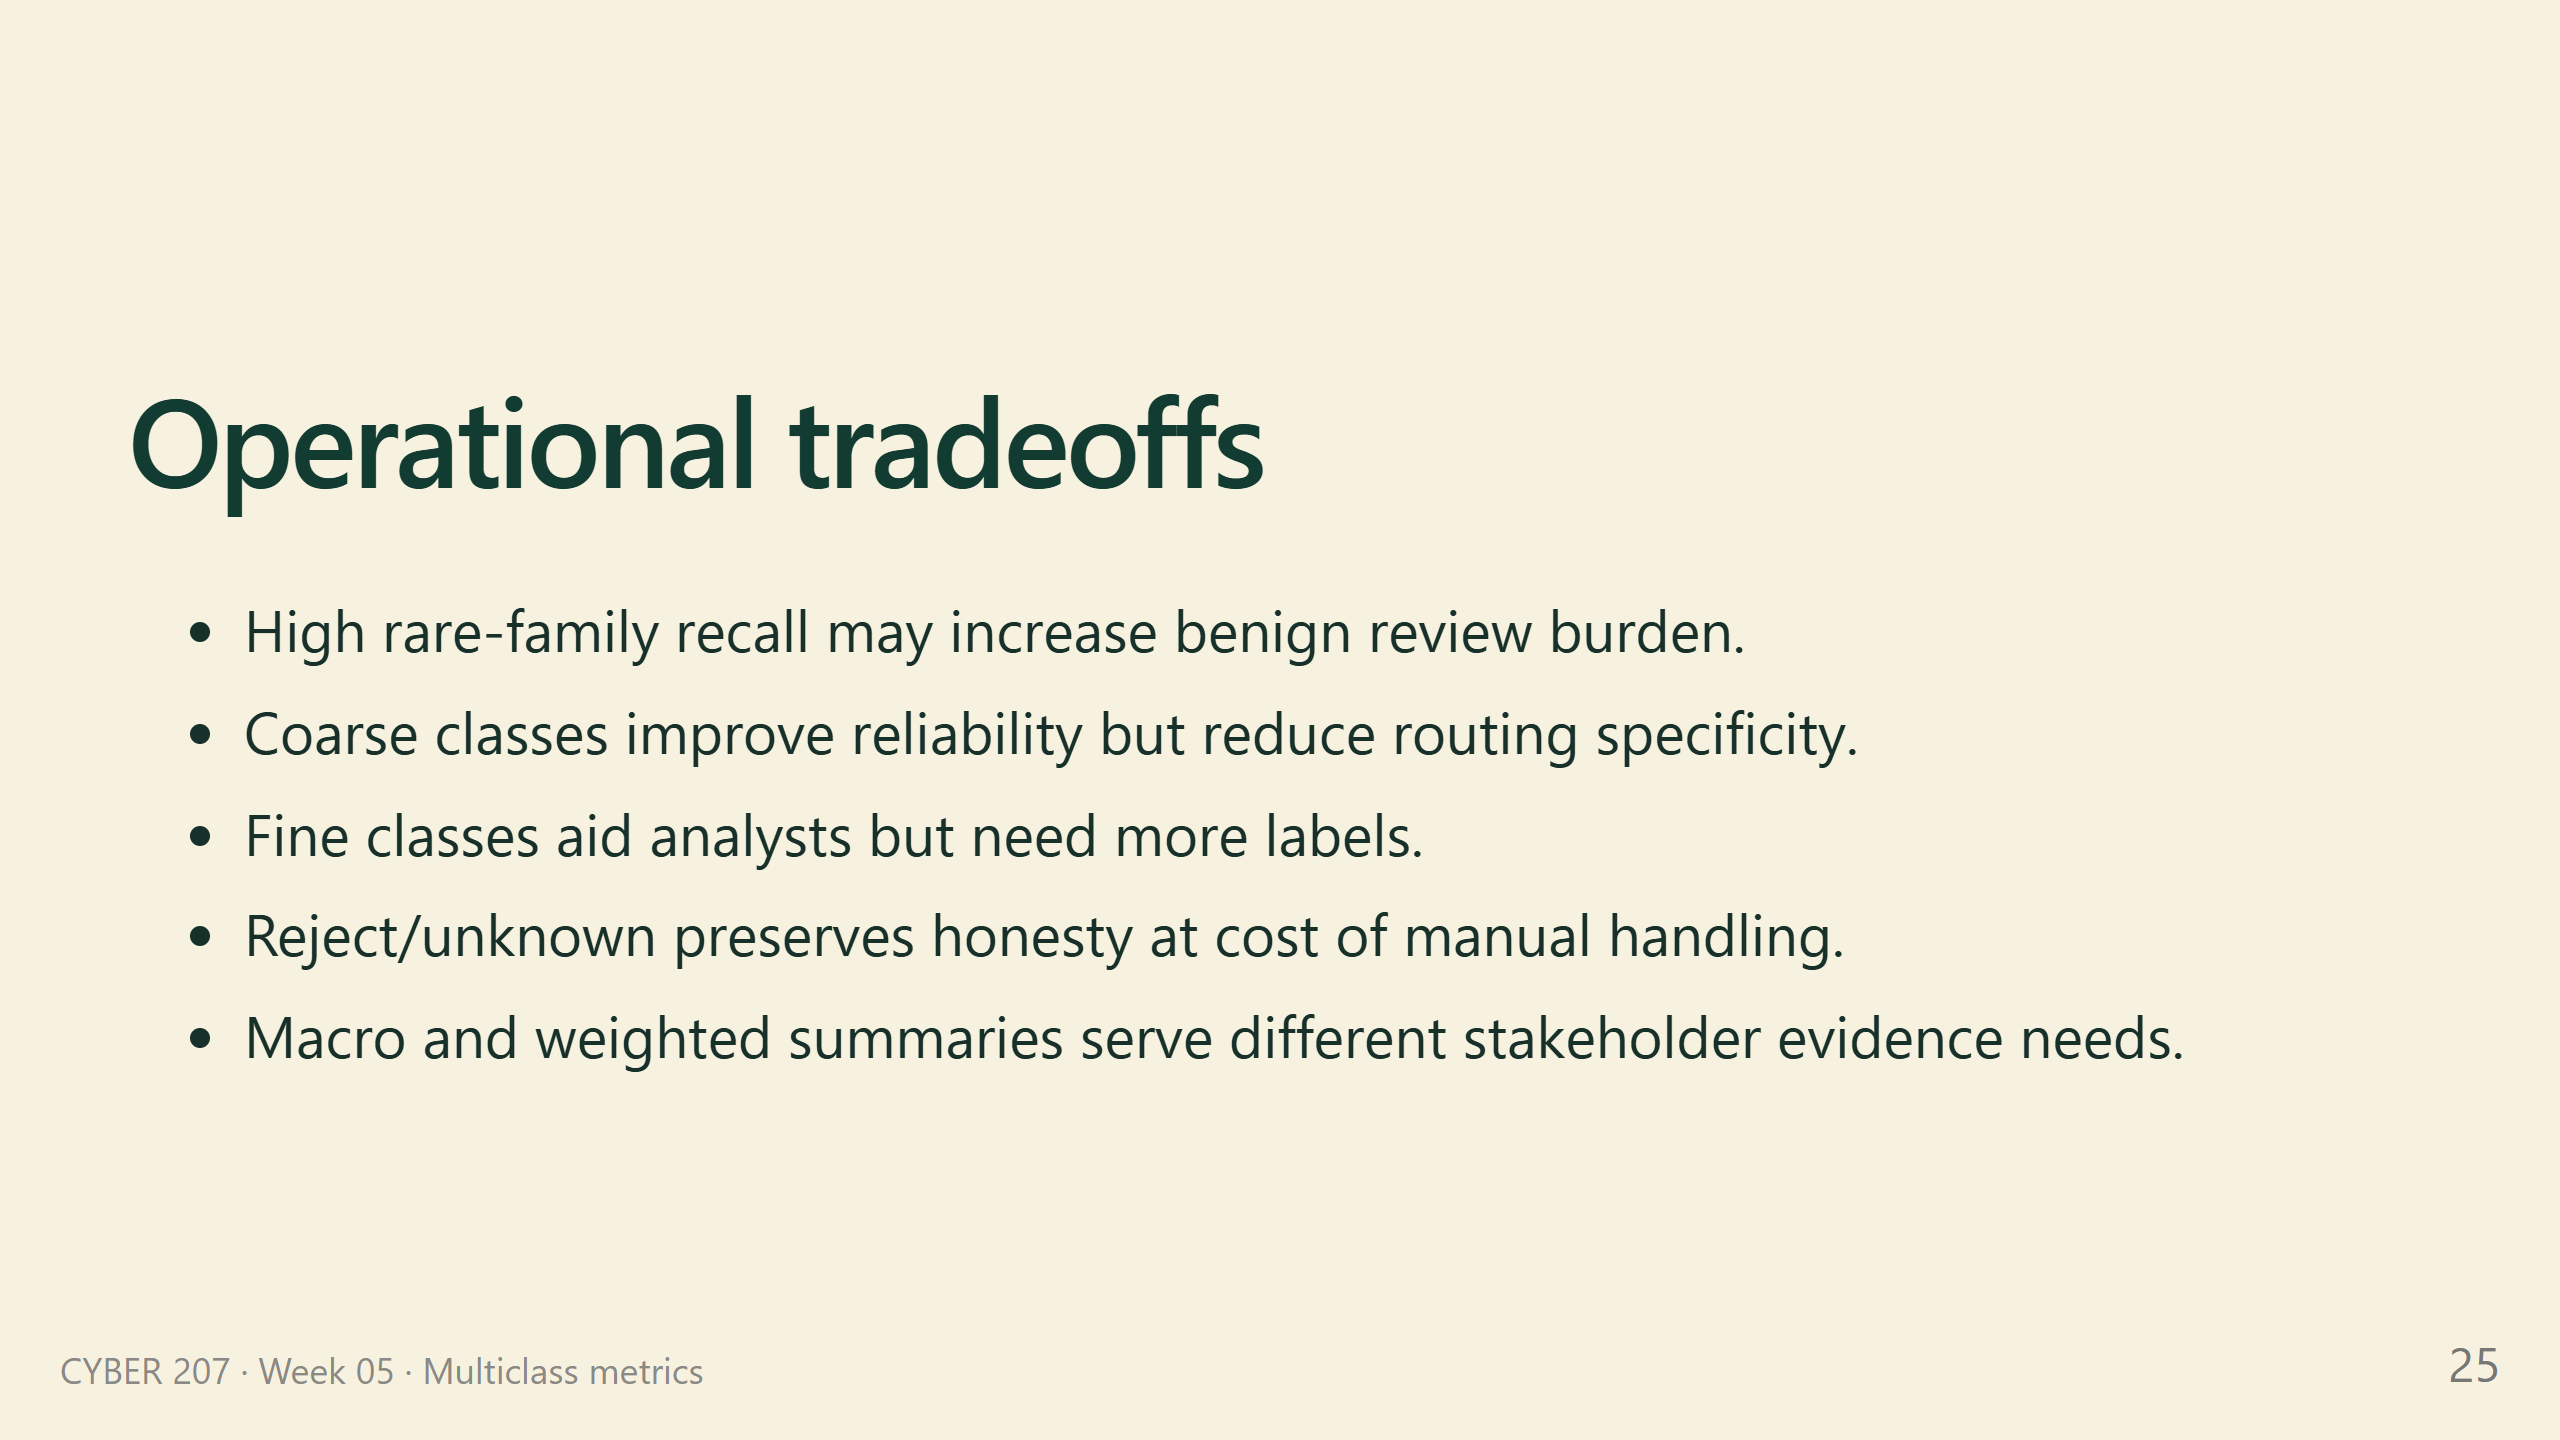 Operational tradeoffs
• High rare-family recall may increase benign review burden.
• Coarse classes improve reliability but reduce routing specificity.
• Fine classes aid analysts but need more labels.
• Reject/unknown preserves honesty at cost of manual handling.
• Macro and weighted summaries serve different stakeholder evidence needs.
CYBER 207 · Week 05 · Multiclass metrics
25